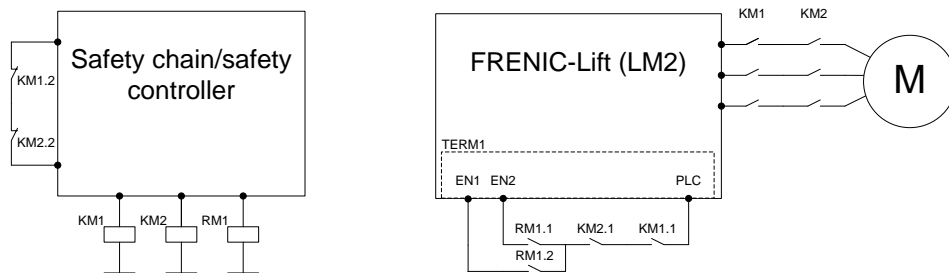 Safety chain/safety
controller
KM1.2
KM2.2
KM1
KM2
RM1
FRENIC-Lift (LM2)
TERM1
EN1
EN2
PLC
RM1.1
KM2.1
KM1.1
RM1.2
KM1
KM2
M